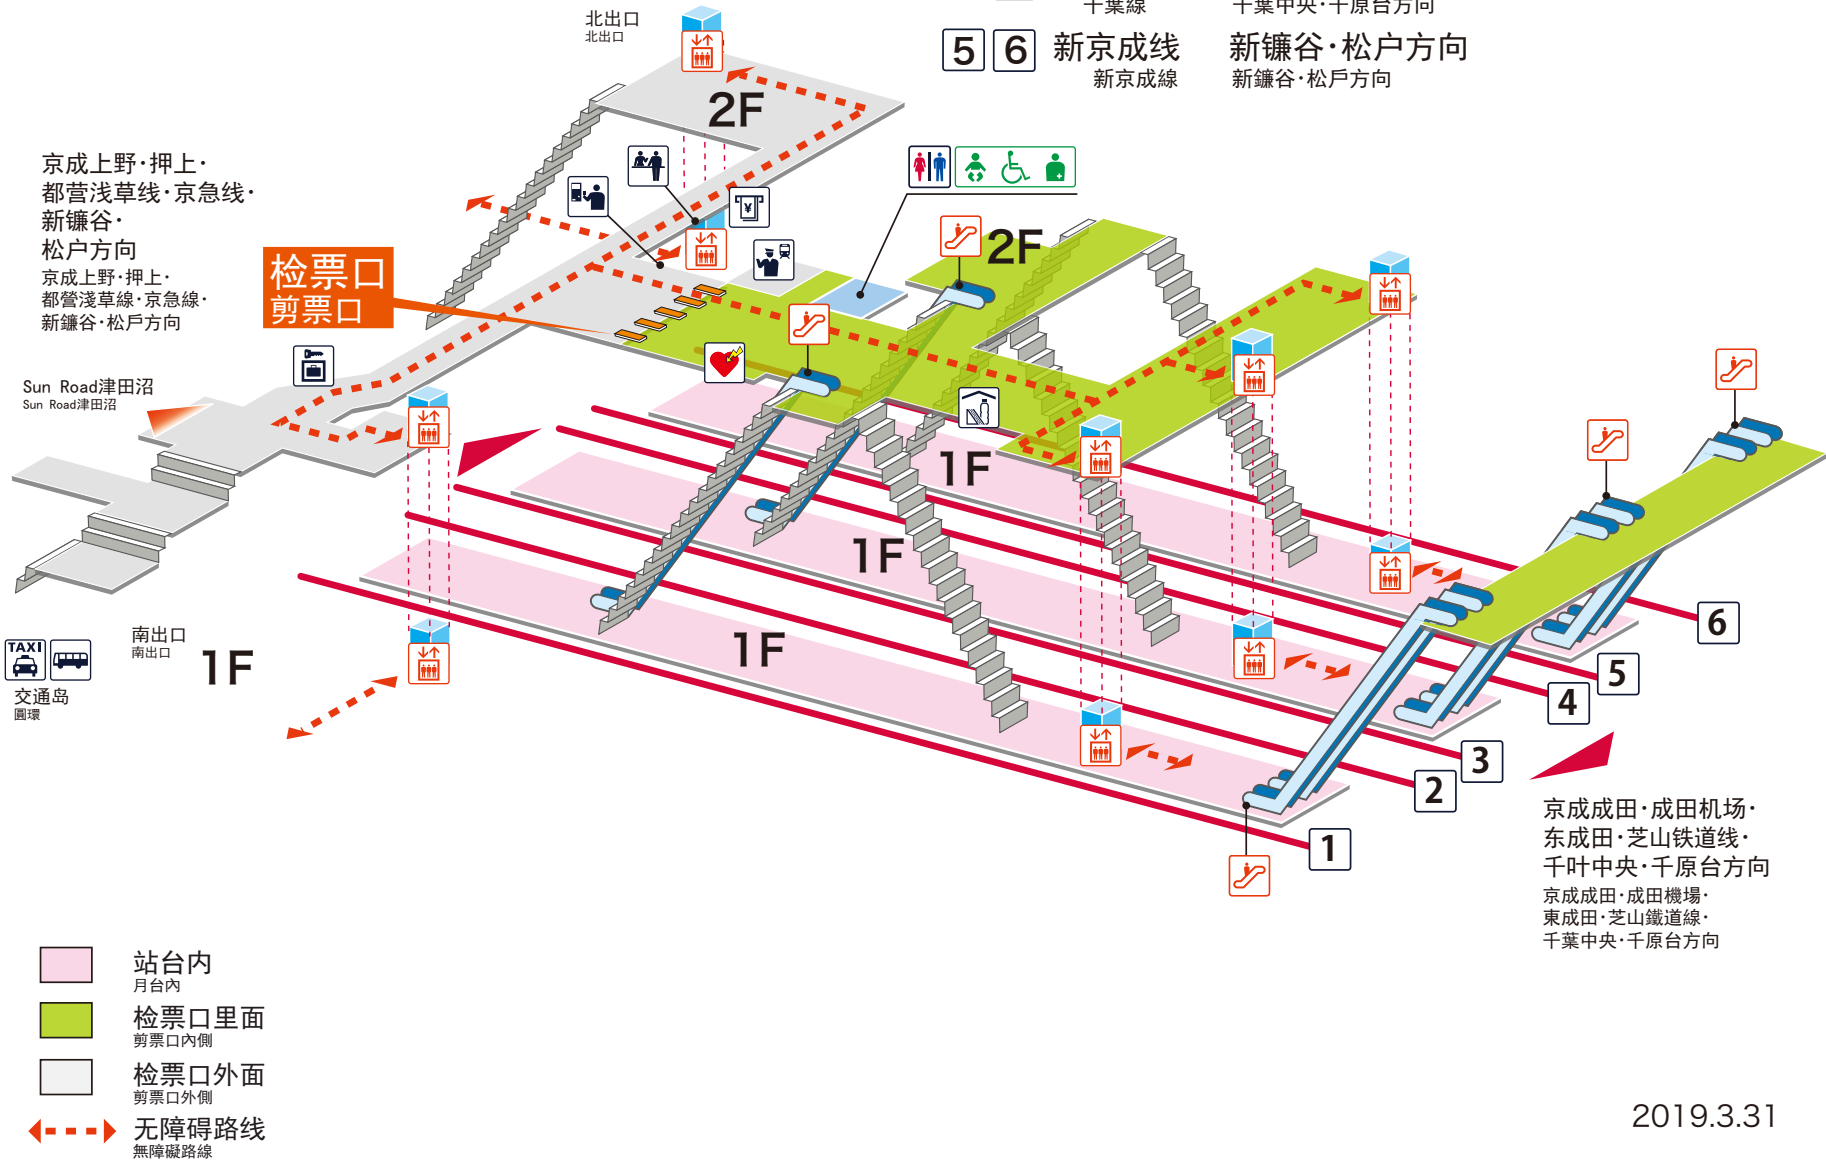 千葉線
千葉中央･千原台方向
5 6 新京成线 新镰谷･松户方向
新京成線 新鐮谷･松戶方向
北出口
北出口
2F
京成上野･押上･
都营浅草线･京急线･
新镰谷･
松户方向
京成上野･押上･
都營淺草線･京急線･
新鐮谷･松戶方向
2F
检票口
剪票口
¥
Sun Road津田沼
Sun Road津田沼
1F
1F
1F
TAXI
交通岛
圓環
南出口
南出口
1F
6
5
4
3
2
1
京成成田･成田机场･
东成田･芝山铁道线･
千叶中央･千原台方向
京成成田･成田機場･
東成田･芝山鐵道線･
千葉中央･千原台方向
站台内
月台內
检票口里面
剪票口內側
检票口外面
剪票口外側
无障碍路线
無障礙路線
2019.3.31